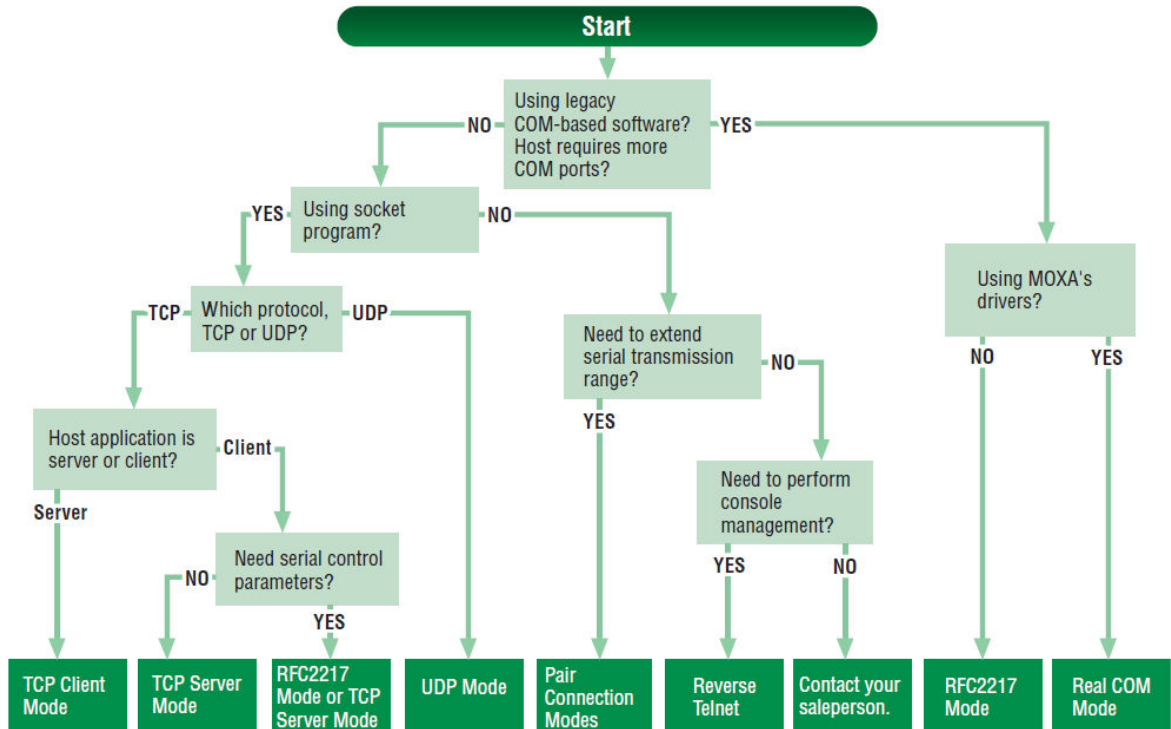 Start
Using legacy
COM-based software?
Host requires more
COM ports?
NO
YES
Using socket
program?
YES
NO
Using MOXA's
drivers?
Which protocol,
TCP or UDP?
TCP
UDP
Need to extend
serial transmission
range?
NO
YES
NO
YES
Host application is
server or client?
Client
Server
Need to perform
console
management?
YES
NO
Need serial control
parameters?
NO
YES
TCP Client
Mode
TCP Server
Mode
RFC2217
Mode or TCP
Server Mode
UDP Mode
Pair
Connection
Modes
Reverse
Telnet
Contact your
saleperson.
RFC2217
Mode
Real COM
Mode